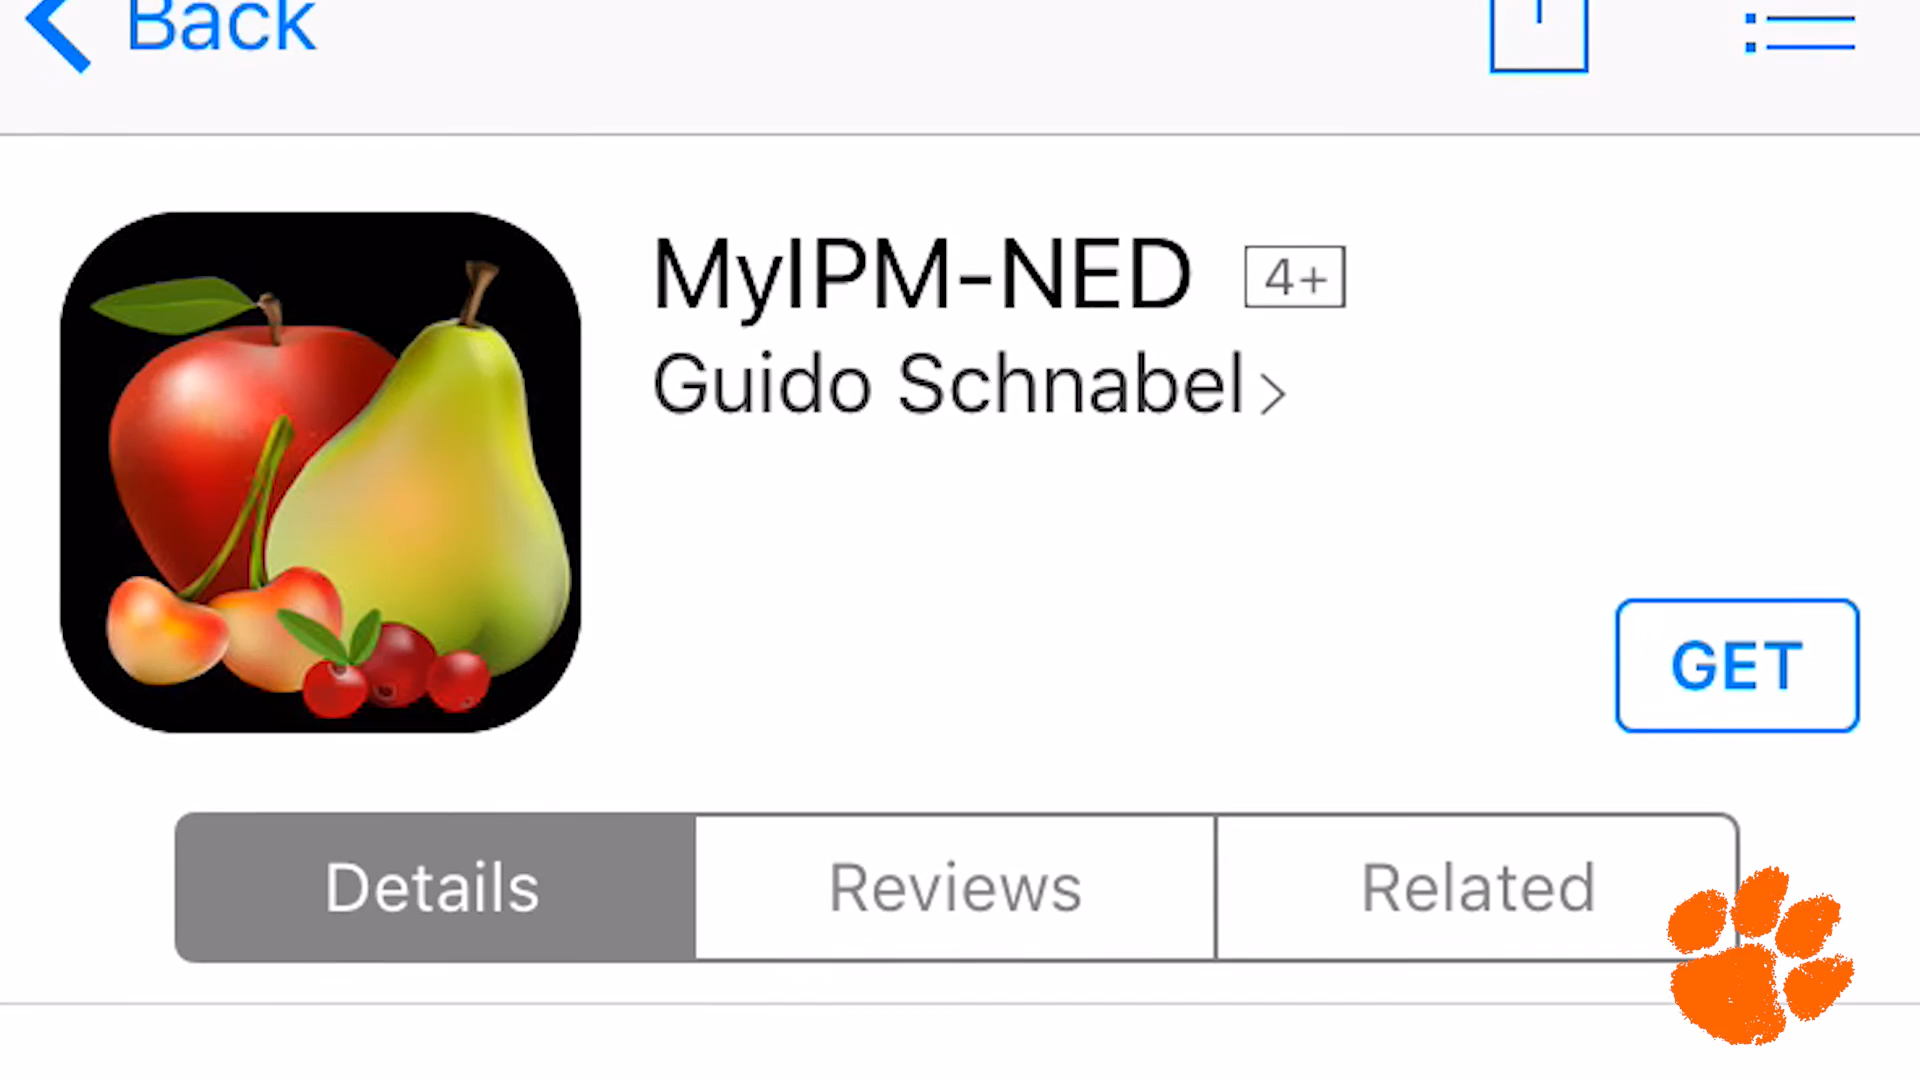 Back
MyIPM-NED 4+
Guido Schnabel
GET
Details Reviews Related